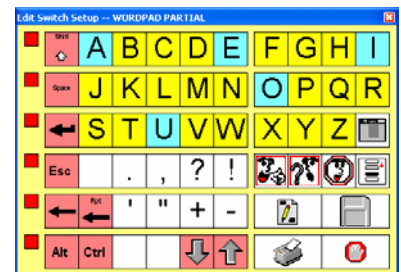 Edit Switch Setup -- WORDPAD PARTIAL
Shift A B C D E F G H I
Space J K L M N O P Q R
S T U V W X Y Z
Esc . , ? !
Rpt ' " + -
Alt Ctrl